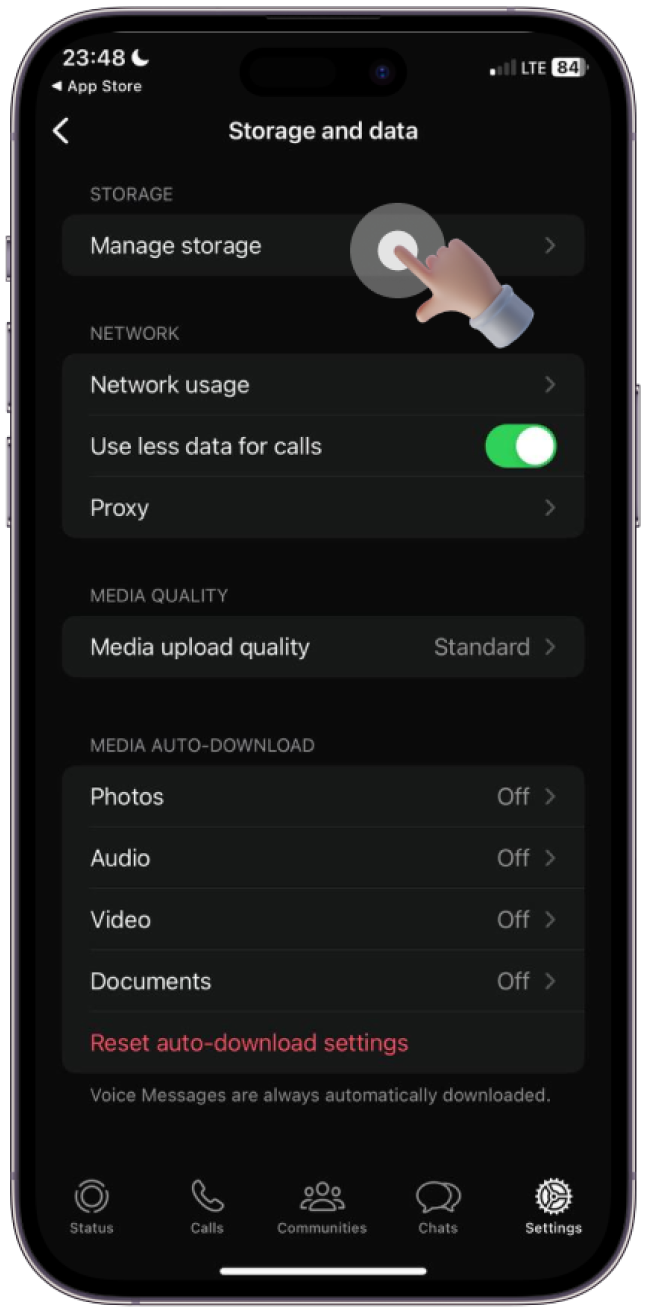 23:48
LTE 84
◀ App Store
Storage and data
STORAGE
Manage storage
NETWORK
Network usage
Use less data for calls
Proxy
MEDIA QUALITY
Media upload quality Standard
MEDIA AUTO-DOWNLOAD
Photos Off
Audio Off
Video Off
Documents Off
Reset auto-download settings
Voice Messages are always automatically downloaded.
Status Calls Communities Chats Settings